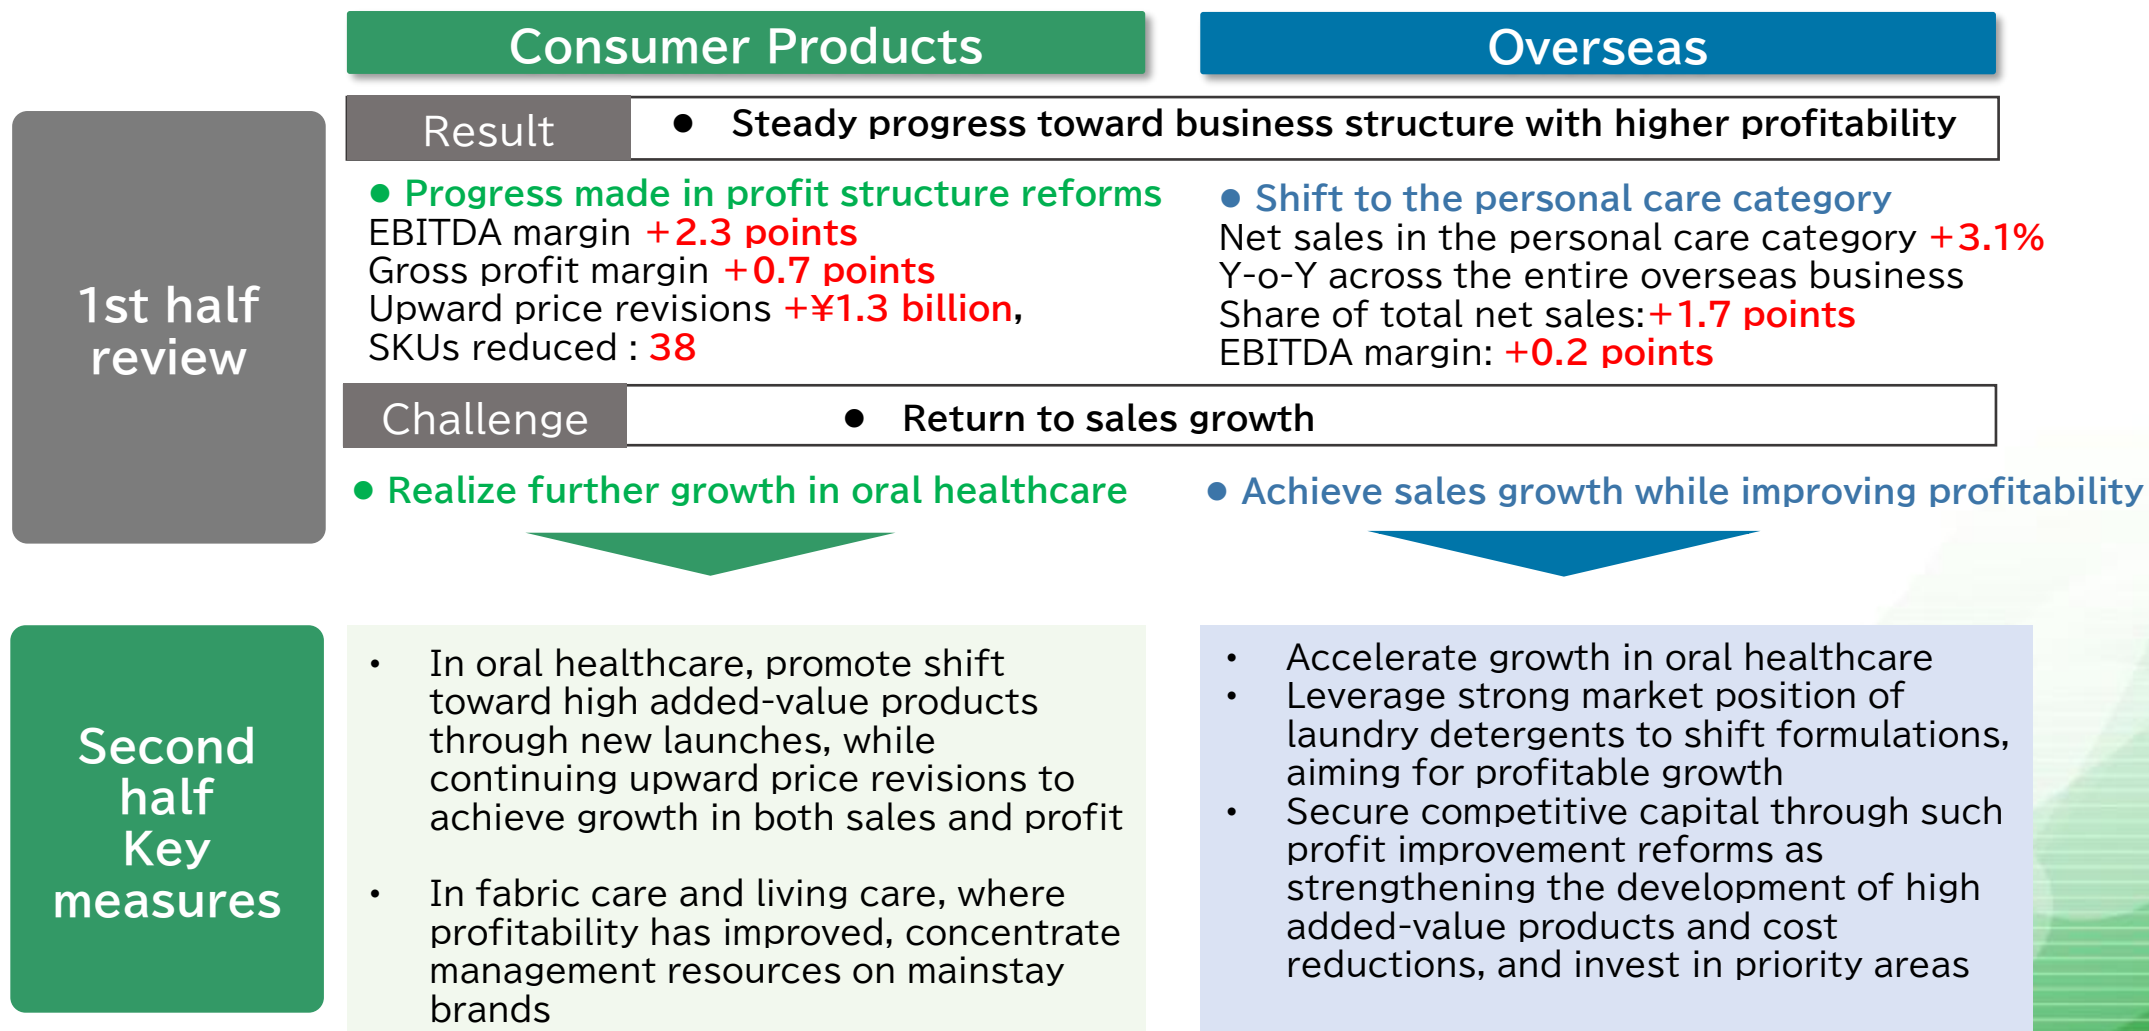 Consumer Products
Overseas
1st half
review
Result
● Steady progress toward business structure with higher profitability
● Progress made in profit structure reforms
EBITDA margin +2.3 points
Gross profit margin +0.7 points
Upward price revisions +¥1.3 billion,
SKUs reduced : 38
● Shift to the personal care category
Net sales in the personal care category +3.1%
Y-o-Y across the entire overseas business
Share of total net sales:+1.7 points
EBITDA margin: +0.2 points
Challenge
● Return to sales growth
● Realize further growth in oral healthcare
● Achieve sales growth while improving profitability
Second
half
Key
measures
• In oral healthcare, promote shift
toward high added-value products
through new launches, while
continuing upward price revisions to
achieve growth in both sales and profit
• In fabric care and living care, where
profitability has improved, concentrate
management resources on mainstay
brands
• Accelerate growth in oral healthcare
• Leverage strong market position of
laundry detergents to shift formulations,
aiming for profitable growth
• Secure competitive capital through such
profit improvement reforms as
strengthening the development of high
added-value products and cost
reductions, and invest in priority areas